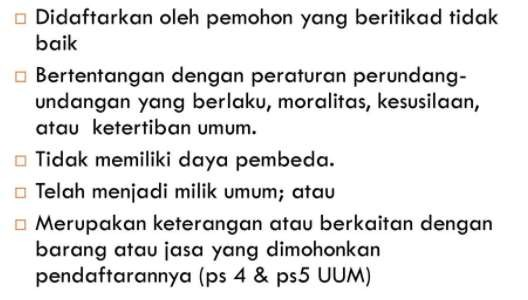 Didaftarkan oleh pemohon yang beritikad tidak
baik
Bertentangan dengan peraturan perundang-
undangan yang berlaku, moralitas, kesusilaan,
atau ketertiban umum.
Tidak memiliki daya pembeda.
Telah menjadi milik umum; atau
Merupakan keterangan atau berkaitan dengan
barang atau jasa yang dimohonkan
pendaftarannya (ps 4 & ps5 UUM)